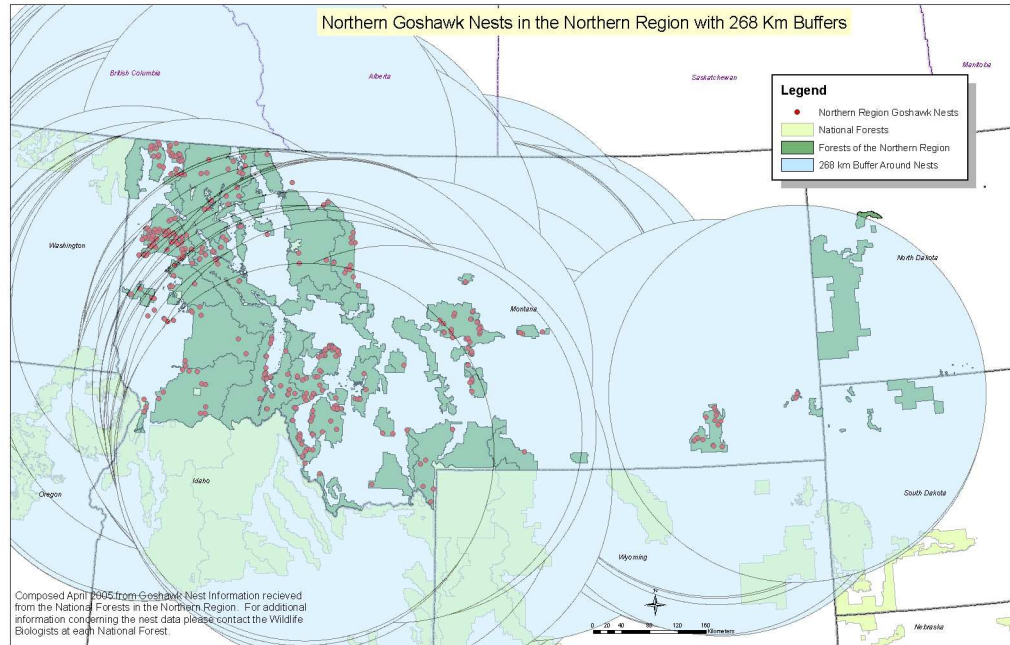 Northern Goshawk Nests in the Northern Region with 268 Km Buffers
British Columbia
Alberta
Saskatchewan
Manitoba
Legend
Northern Region Goshawk Nests
National Forests
Forests of the Northern Region
268 km Buffer Around Nests
Washington
North Dakota
Montana
Oregon
Idaho
South Dakota
Wyoming
Nebraska
Composed April 2005 from Goshawk Nest Information recieved
from the National Forests in the Northern Region. For additional
information concerning the nest data please contact the Wildlife
Biologists at each National Forest.
N
0 20 40 80 120 160
Kilometers